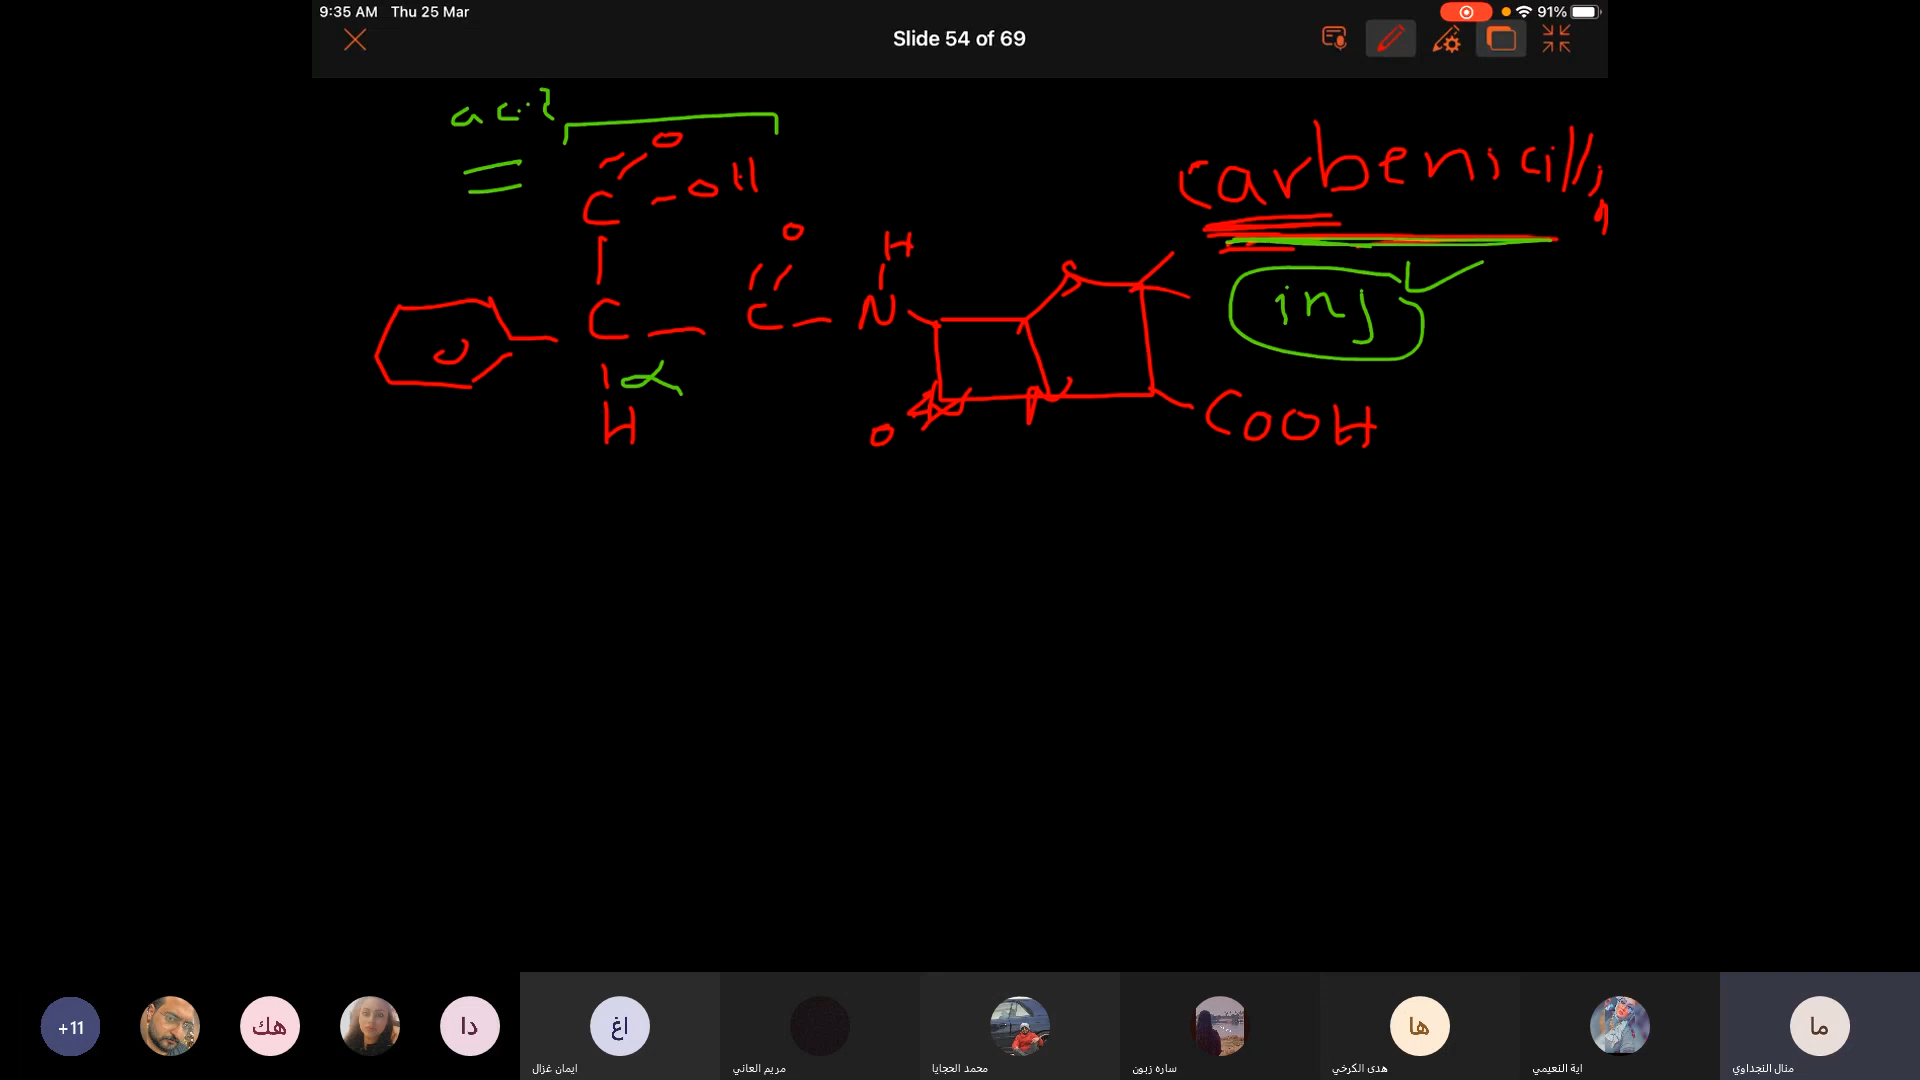 9:35 AM Thu 25 Mar
91%
Slide 54 of 69
acid
O
C - OH
carbenicillin
O
H
C - C - N
S
inj
α
H
O
N
COOH
+11
هك
دا
اغ
ها
ما
ايمان غزال
مريم العاني
محمد الحجايا
ساره زبون
هدى الكرخي
اية النعيمي
منال النجداوي